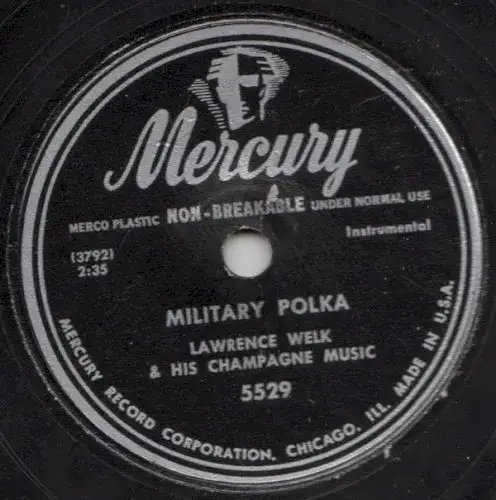 Mercury
MERCO PLASTIC NON-BREAKABLE UNDER NORMAL USE
Instrumental
(3792)
2:35
MILITARY POLKA
LAWRENCE WELK
& HIS CHAMPAGNE MUSIC
5529
MERCURY RECORD CORPORATION, CHICAGO, ILL. MADE IN U.S.A.